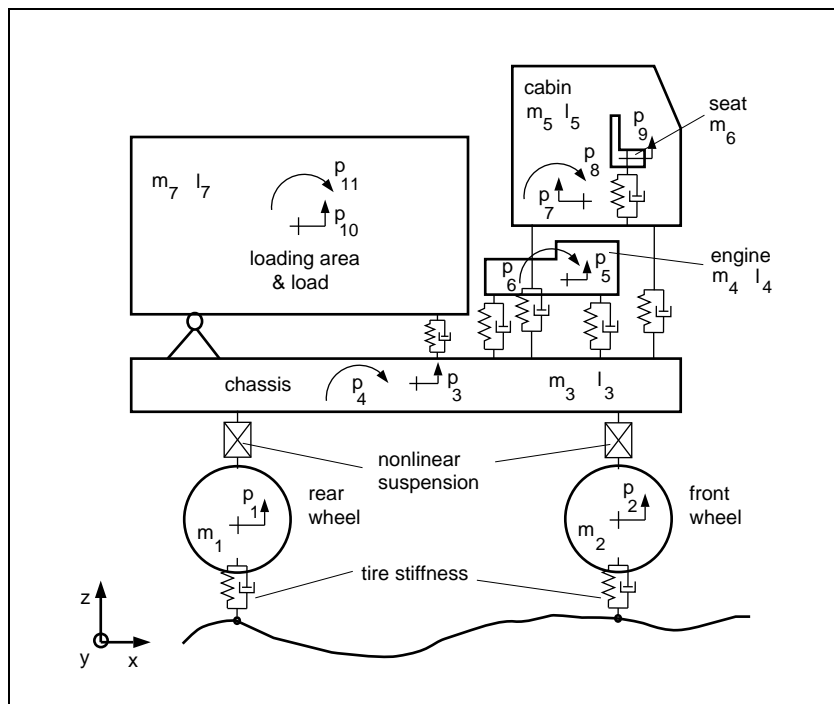 cabin
m5 I5
seat
m6
p9
p8
p7
m7 I7
p11
p10
loading area
& load
engine
m4 I4
p6
p5
chassis
p4
p3
m3 I3
nonlinear
suspension
rear
wheel
p1
m1
front
wheel
p2
m2
tire stiffness
z
y
x